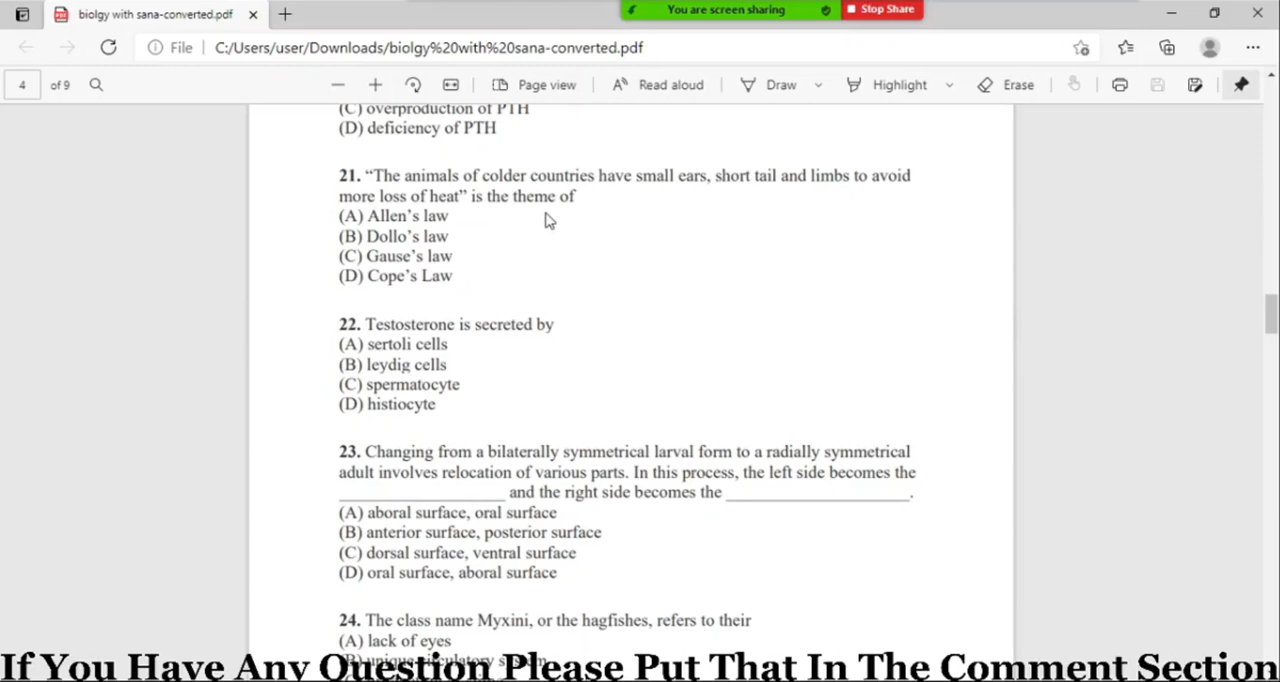 biolgy with sana-converted.pdf
You are screen sharing
Stop Share
File
C:/Users/user/Downloads/biolgy%20with%20sana-converted.pdf
4 of 9
Page view
Read aloud
Draw
Highlight
Erase
(C) overproduction of PTH
(D) deficiency of PTH
21. “The animals of colder countries have small ears, short tail and limbs to avoid
more loss of heat” is the theme of
(A) Allen’s law
(B) Dollo’s law
(C) Gause’s law
(D) Cope’s Law
22. Testosterone is secreted by
(A) sertoli cells
(B) leydig cells
(C) spermatocyte
(D) histiocyte
23. Changing from a bilaterally symmetrical larval form to a radially symmetrical
adult involves relocation of various parts. In this process, the left side becomes the
_________________ and the right side becomes the ___________________.
(A) aboral surface, oral surface
(B) anterior surface, posterior surface
(C) dorsal surface, ventral surface
(D) oral surface, aboral surface
24. The class name Myxini, or the hagfishes, refers to their
(A) lack of eyes
(B) unique circulatory system
If You Have Any Question Please Put That In The Comment Section